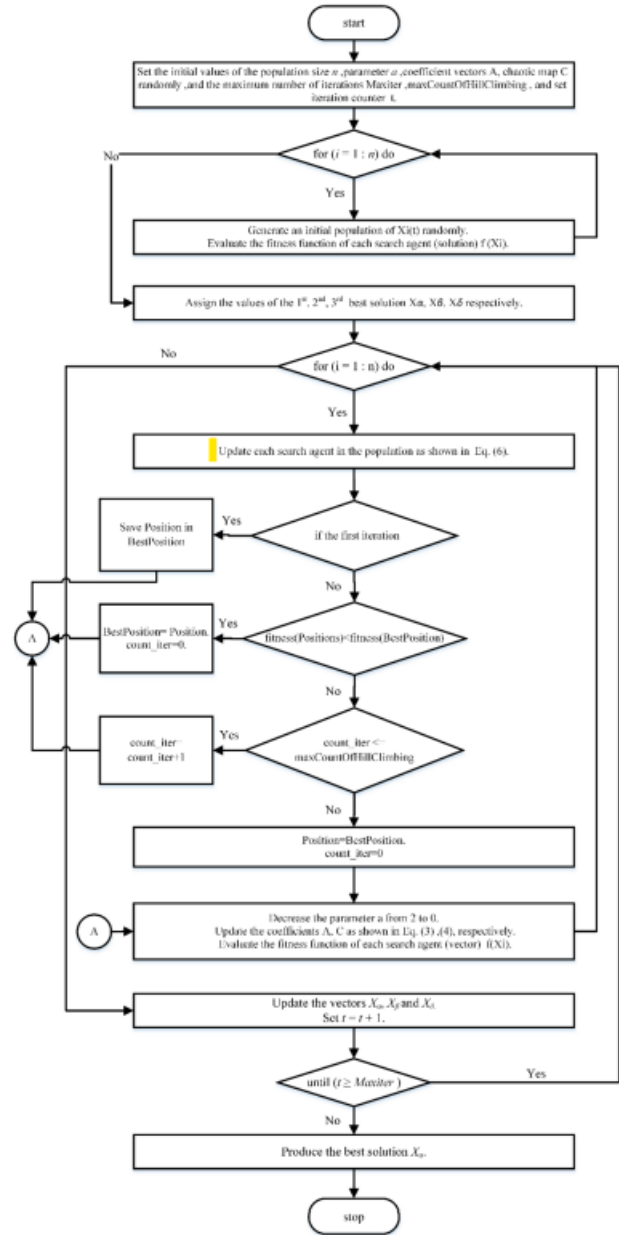 start
Set the initial values of the population size n ,parameter a ,coefficient vectors A, chaotic map C
randomly ,and the maximum number of iterations Maxiter ,maxCountOfHillClimbing , and set
iteration counter t.
No
for (i = 1 : n) do
Yes
Generate an initial population of Xi(t) randomly.
Evaluate the fitness function of each search agent (solution) f (Xi).
Assign the values of the 1st, 2nd, 3rd best solution Xα, Xβ, Xδ respectively.
No
for (i = 1 : n) do
Yes
Update each search agent in the population as shown in Eq. (6).
Save Position in
BestPosition
Yes
if the first iteration
No
A
BestPosition= Position.
count_iter=0.
Yes
fitness(Positions)<fitness(BestPosition)
No
count_iter=
count_iter+1
Yes
count_iter <=
maxCountOfHillClimbing
No
Position=BestPosition.
count_iter=0
A
Decrease the parameter a from 2 to 0.
Update the coefficients A, C as shown in Eq. (3) ,(4), respectively.
Evaluate the fitness function of each search agent (vector) f(Xi).
Update the vectors Xα, Xβ and Xδ.
Set t = t + 1.
until (t ≥ Maxiter )
Yes
No
Produce the best solution Xα.
stop